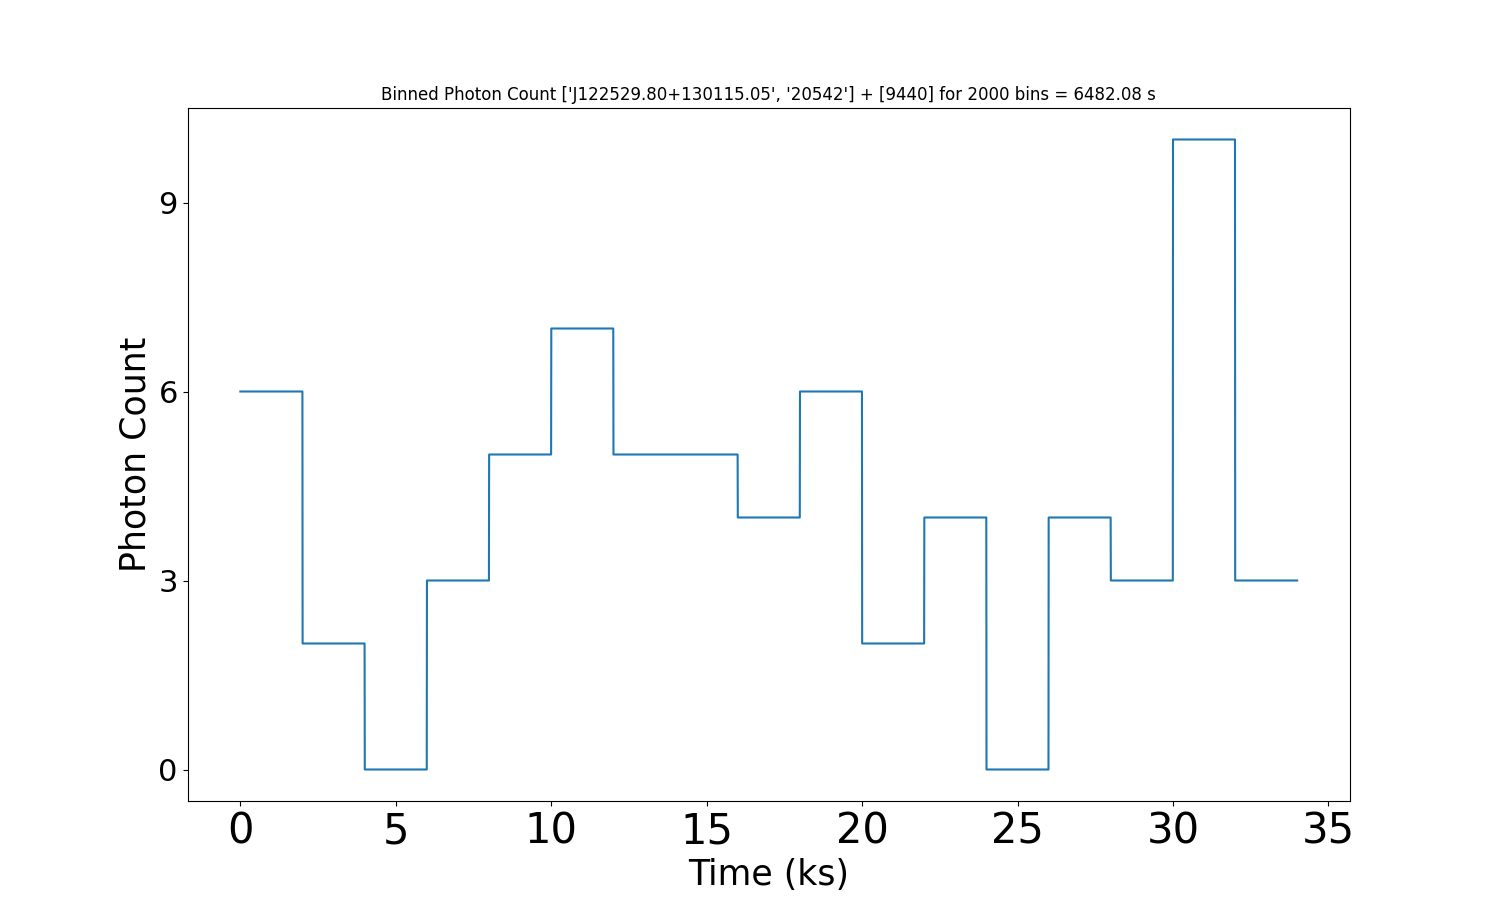 Binned Photon Count ['J122529.80+130115.05', '20542'] + [9440] for 2000 bins = 6482.08 s
9
6
3
0
Photon Count
0 5 10 15 20 25 30 35
Time (ks)